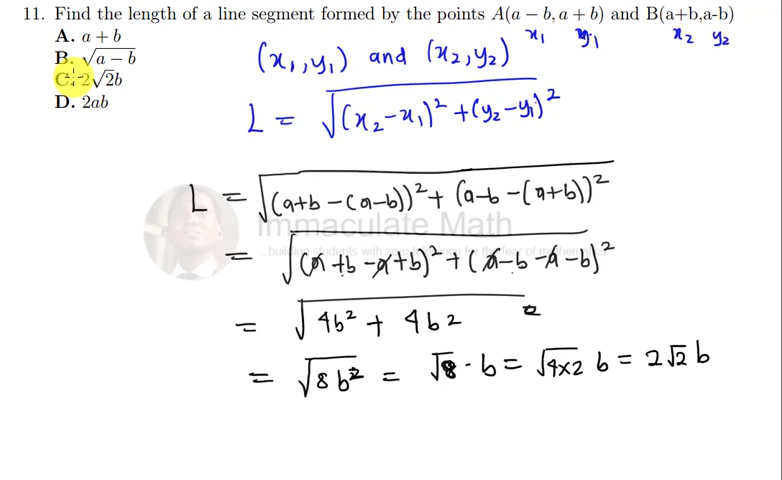 11. Find the length of a line segment formed by the points A(a − b, a + b) and B(a+b,a-b)
x₁ y₁ x₂ y₂
A. a + b
B. √(a − b)
C. 2√2b
D. 2ab
(x₁, y₁) and (x₂, y₂)
L = √((x₂ − x₁)² + (y₂ − y₁)²)
L = √((a+b − (a−b))² + (a−b − (a+b))²)
Immaculate Math
= √((a + b − a + b)² + (a − b − a − b)²)
= √(4b² + 4b²)
= √(8b²) = √8 · b = √(4×2) b = 2√2 b